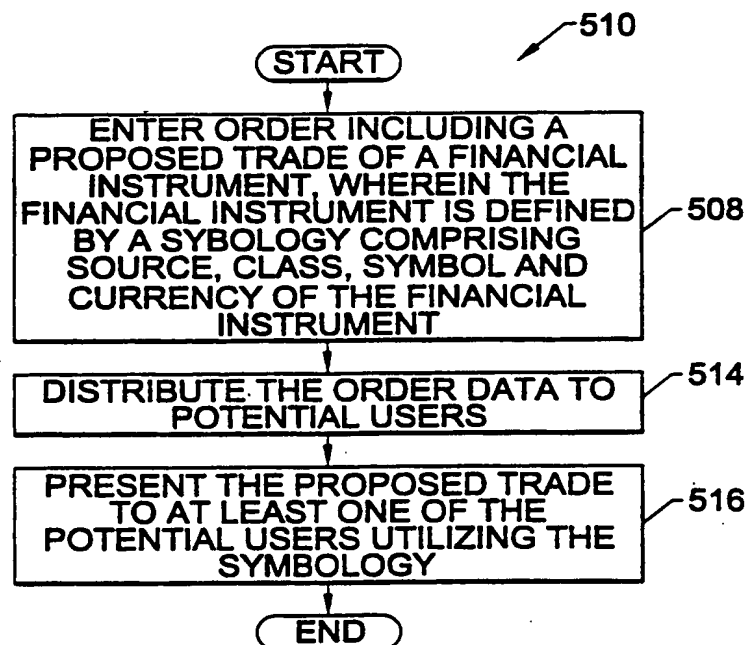 510
START
ENTER ORDER INCLUDING A
PROPOSED TRADE OF A FINANCIAL
INSTRUMENT, WHEREIN THE
FINANCIAL INSTRUMENT IS DEFINED
BY A SYBOLOGY COMPRISING
SOURCE, CLASS, SYMBOL AND
CURRENCY OF THE FINANCIAL
INSTRUMENT
508
DISTRIBUTE THE ORDER DATA TO
POTENTIAL USERS
514
PRESENT THE PROPOSED TRADE
TO AT LEAST ONE OF THE
POTENTIAL USERS UTILIZING THE
SYMBOLOGY
516
END